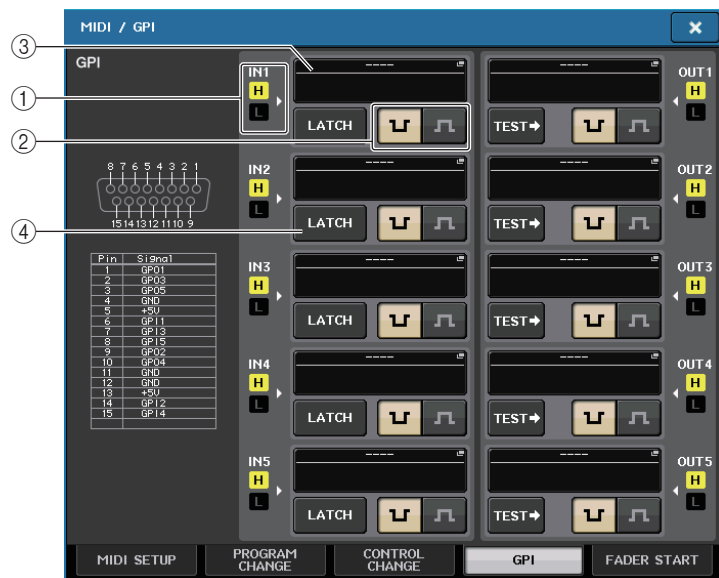 MIDI / GPI
×
GPI
① ② ③ ④
8 7 6 5 4 3 2 1
15 14 13 12 11 10 9
Pin Signal
1 GPO1
2 GPO3
3 GPO5
4 GND
5 +5V
6 GPI1
7 GPI3
8 GPI5
9 GPO2
10 GPO4
11 GND
12 GND
13 +5V
14 GPI2
15 GPI4
IN1 H L
----
LATCH
----
TEST
OUT1 H L
IN2 H L
----
LATCH
----
TEST
OUT2 H L
IN3 H L
----
LATCH
----
TEST
OUT3 H L
IN4 H L
----
LATCH
----
TEST
OUT4 H L
IN5 H L
----
LATCH
----
TEST
OUT5 H L
MIDI SETUP
PROGRAM
CHANGE
CONTROL
CHANGE
GPI
FADER START